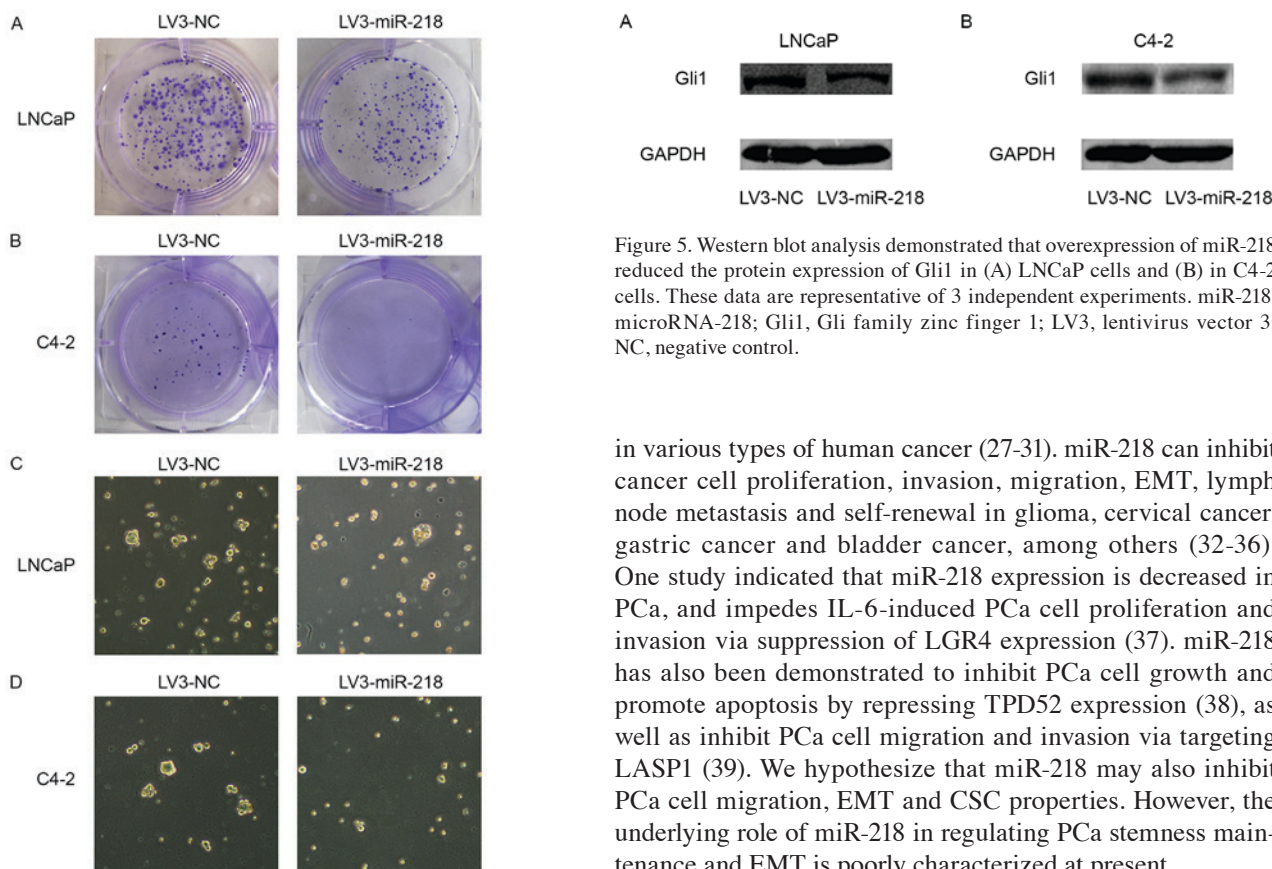 A
LV3-NC LV3-miR-218
LNCaP
B
LV3-NC LV3-miR-218
C4-2
C
LV3-NC LV3-miR-218
LNCaP
D
LV3-NC LV3-miR-218
C4-2
A
LNCaP
Gli1
GAPDH
LV3-NC LV3-miR-218
B
C4-2
Gli1
GAPDH
LV3-NC LV3-miR-218
Figure 5. Western blot analysis demonstrated that overexpression of miR-218
reduced the protein expression of Gli1 in (A) LNCaP cells and (B) in C4-2
cells. These data are representative of 3 independent experiments. miR-218
microRNA-218; Gli1, Gli family zinc finger 1; LV3, lentivirus vector 3
NC, negative control.
in various types of human cancer (27-31). miR-218 can inhibit
cancer cell proliferation, invasion, migration, EMT, lymph
node metastasis and self-renewal in glioma, cervical cancer
gastric cancer and bladder cancer, among others (32-36)
One study indicated that miR-218 expression is decreased in
PCa, and impedes IL-6-induced PCa cell proliferation and
invasion via suppression of LGR4 expression (37). miR-218
has also been demonstrated to inhibit PCa cell growth and
promote apoptosis by repressing TPD52 expression (38), as
well as inhibit PCa cell migration and invasion via targeting
LASP1 (39). We hypothesize that miR-218 may also inhibit
PCa cell migration, EMT and CSC properties. However, the
underlying role of miR-218 in regulating PCa stemness main-
tenance and EMT is poorly characterized at present